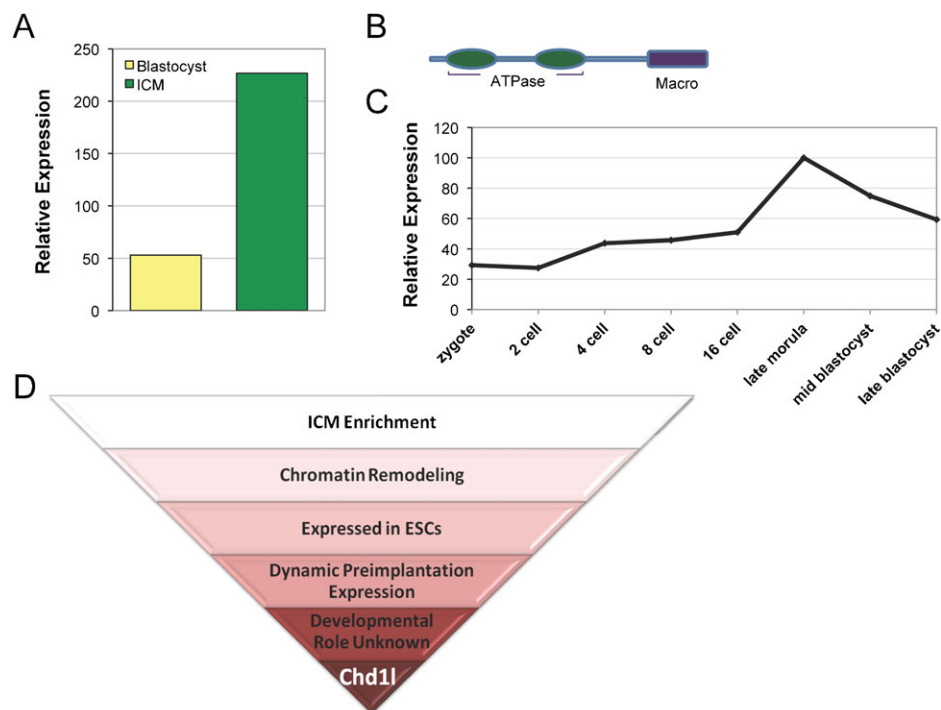 A
Relative Expression
250
200
150
100
50
0
Blastocyst
ICM
B
ATPase
Macro
C
Relative Expression
120
100
80
60
40
20
0
zygote
2 cell
4 cell
8 cell
16 cell
late morula
mid blastocyst
late blastocyst
D
ICM Enrichment
Chromatin Remodeling
Expressed in ESCs
Dynamic Preimplantation
Expression
Developmental
Role Unknown
Chd1l